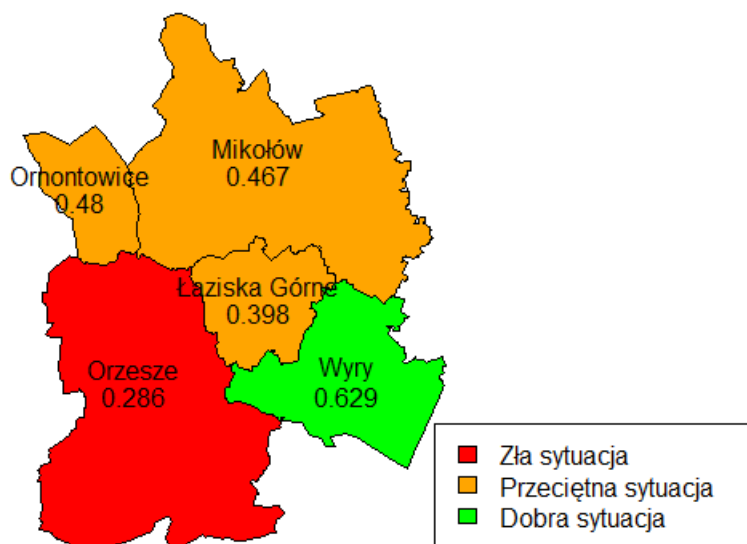 Mikołów
0.467
Ornontowice
0.48
Łaziska Górne
0.398
Orzesze
0.286
Wyry
0.629
Zła sytuacja
Przeciętna sytuacja
Dobra sytuacja